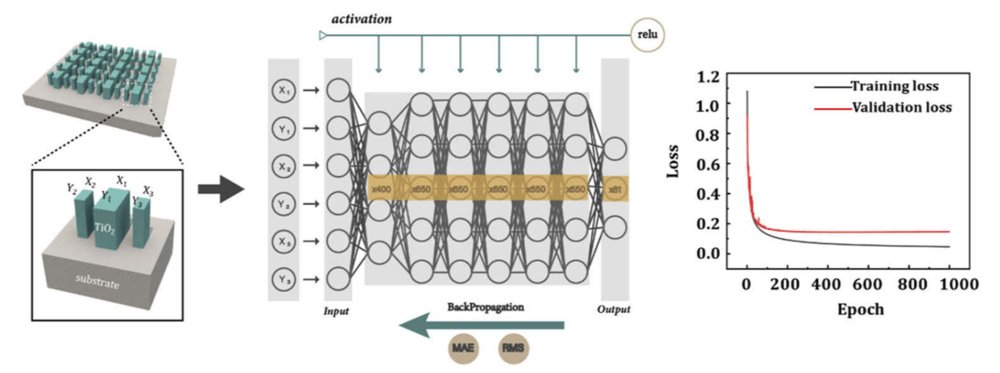 activation
relu
X₂
X₁
Y₂
Y₁
X₃
Y₃
TiO₂
substrate
X₁
Y₁
X₂
Y₂
X₃
Y₃
x400 x650 x650 x650 x650 x650 x81
Input
Output
BackPropagation
MAE RMS
Training loss
Validation loss
Loss
1.2
1.0
0.8
0.6
0.4
0.2
0.0
0 200 400 600 800 1000
Epoch